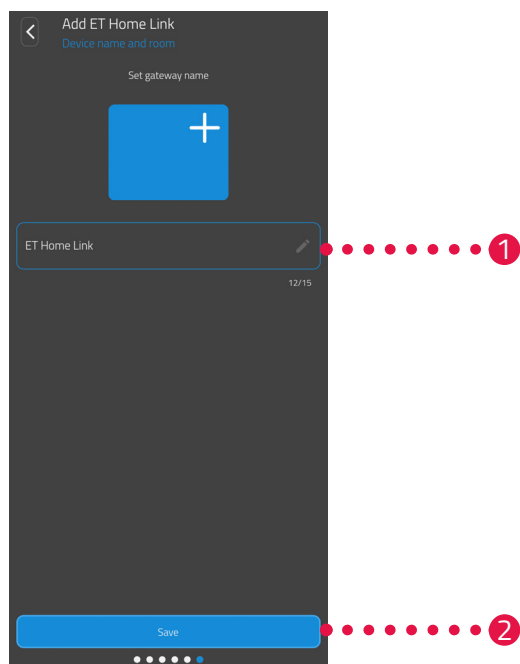 Add ET Home Link
Device name and room
Set gateway name
ET Home Link
1
12/15
Save
2